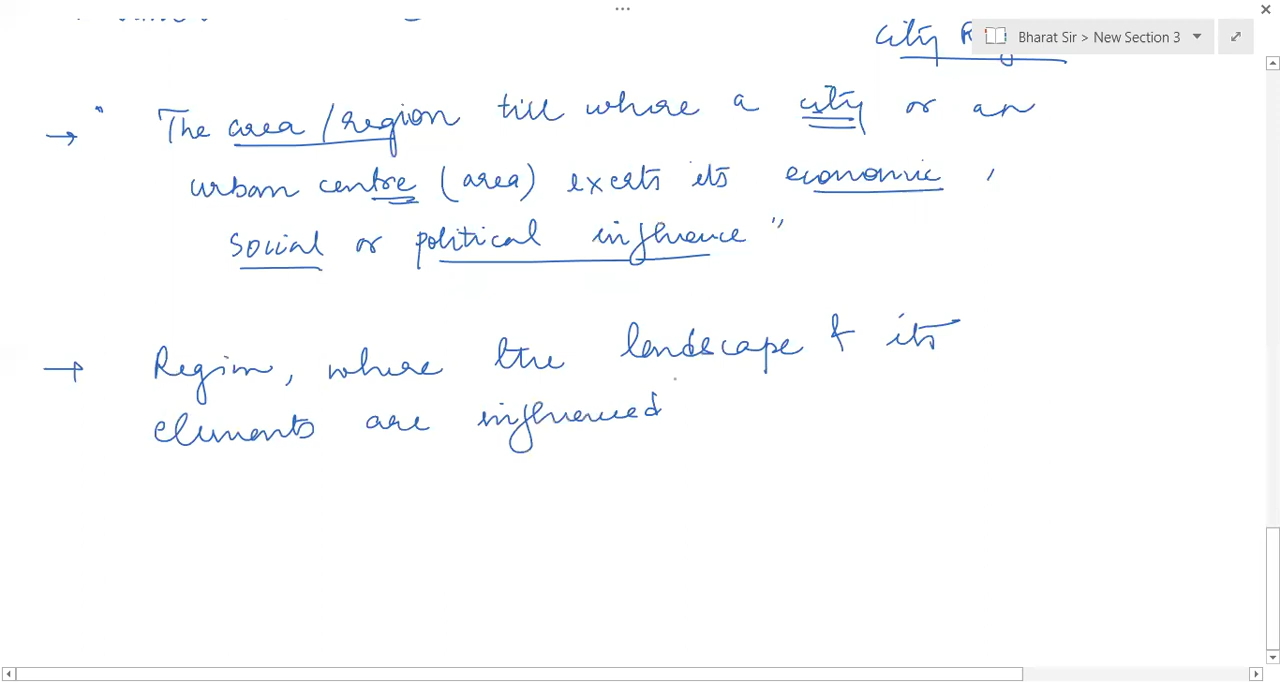 City
Bharat Sir > New Section 3
→ " The area/region till where a city or an
urban centre (area) exerts its economic,
social or political influence"
→ Region, where the landscape & its
elements are influenced